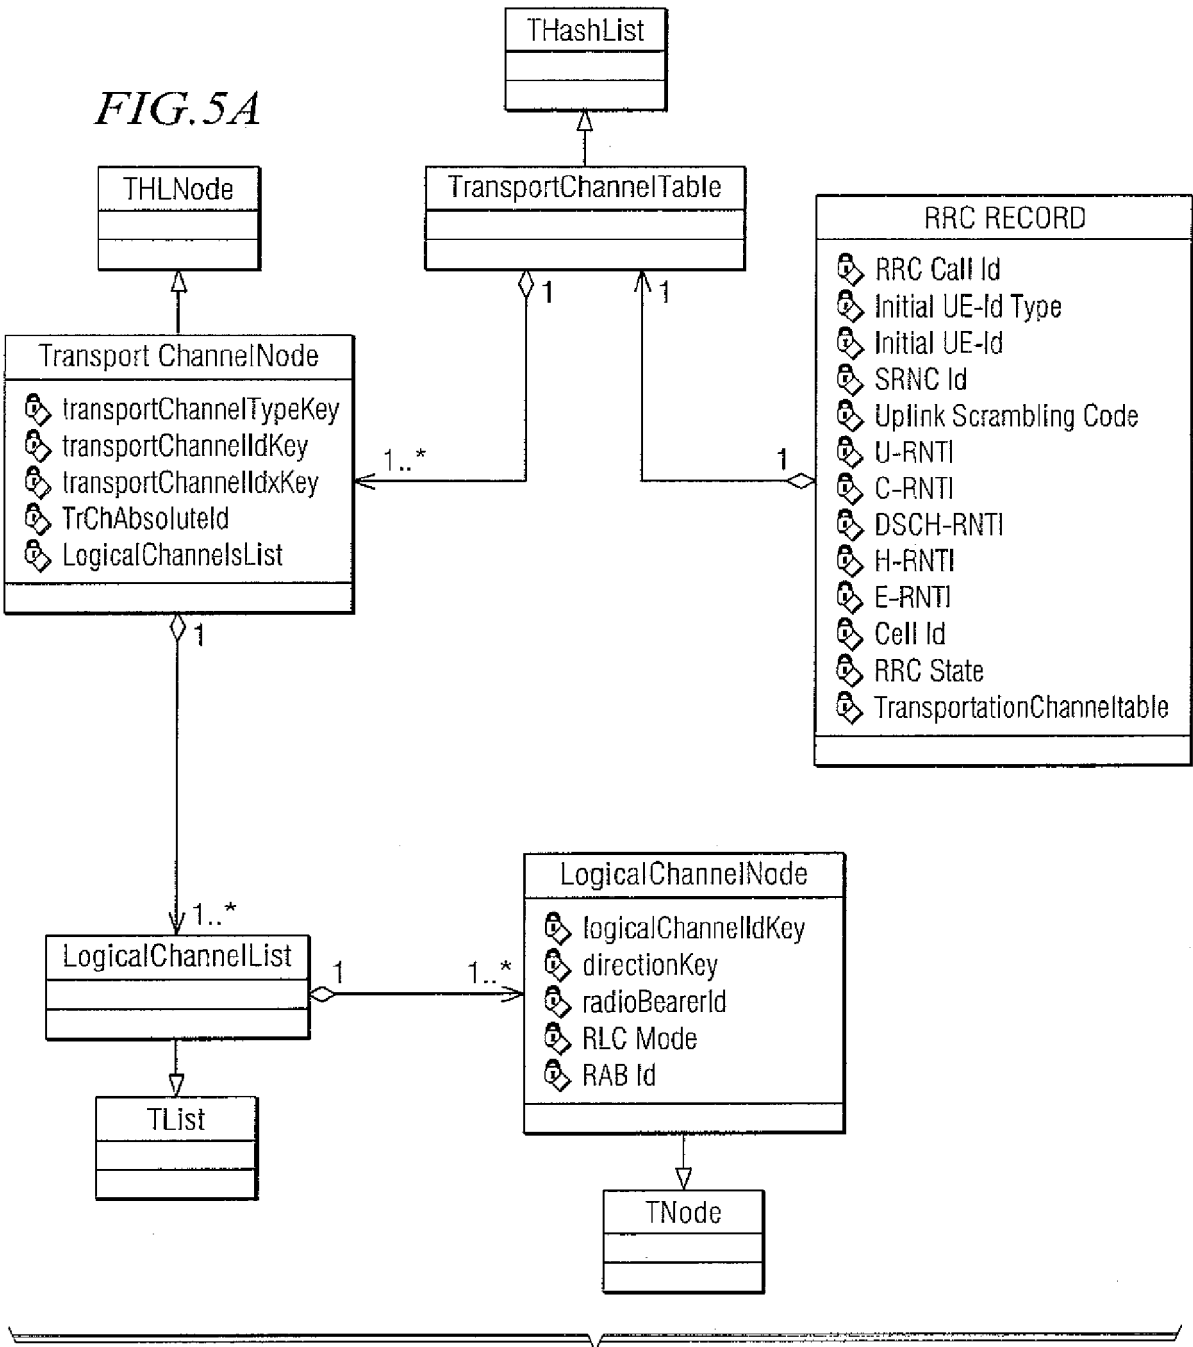 THashList
FIG.5A
THLNode
TransportChannelTable
RRC RECORD
RRC Call Id
Initial UE-Id Type
Initial UE-Id
SRNC Id
Uplink Scrambling Code
U-RNTI
C-RNTI
DSCH-RNTI
H-RNTI
E-RNTI
Cell Id
RRC State
TransportationChanneltable
1
1
1
1..*
Transport ChannelNode
transportChannelTypeKey
transportChannelIdKey
transportChannelIdxKey
TrChAbsoluteId
LogicalChannelsList
1
1..*
LogicalChannelList
1
1..*
LogicalChannelNode
logicalChannelIdKey
directionKey
radioBearerId
RLC Mode
RAB Id
TList
TNode